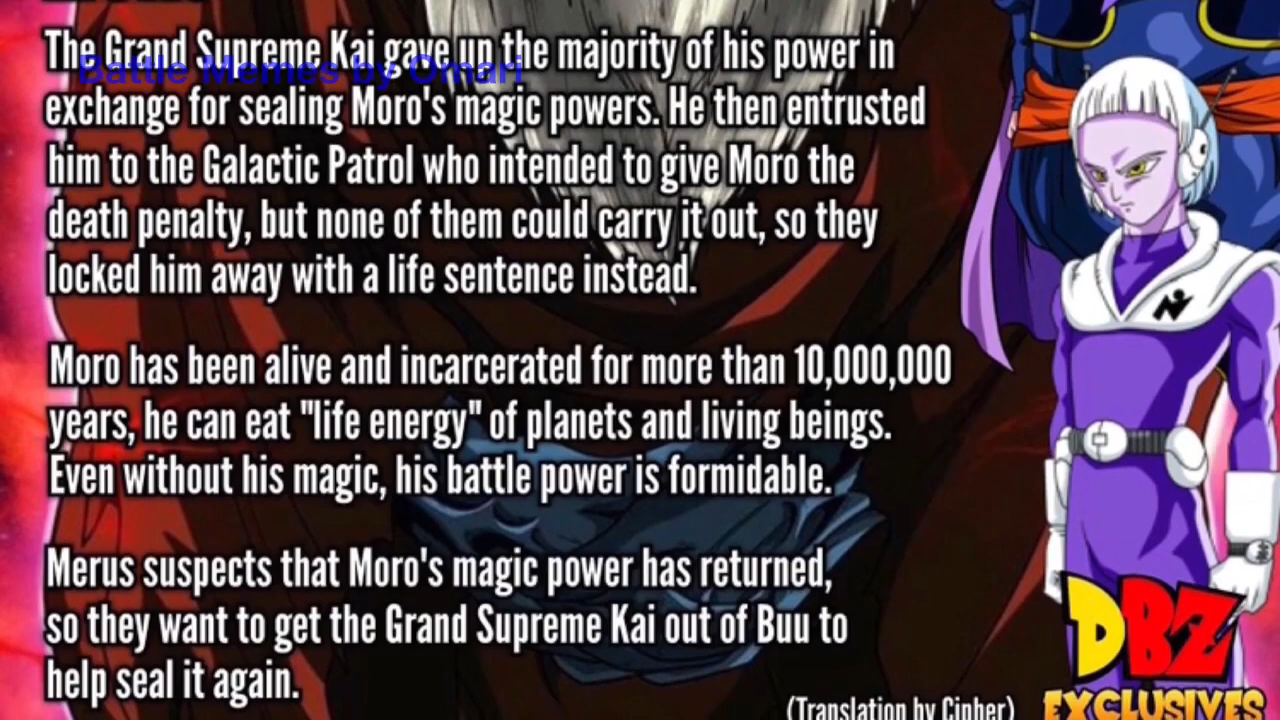 The Grand Supreme Kai gave up the majority of his power in
Battle Memes by Omari
exchange for sealing Moro's magic powers. He then entrusted
him to the Galactic Patrol who intended to give Moro the
death penalty, but none of them could carry it out, so they
locked him away with a life sentence instead.
Moro has been alive and incarcerated for more than 10,000,000
years, he can eat "life energy" of planets and living beings.
Even without his magic, his battle power is formidable.
Merus suspects that Moro's magic power has returned,
so they want to get the Grand Supreme Kai out of Buu to
help seal it again.
(Translation by Cipher)
DBZ
EXCLUSIVES